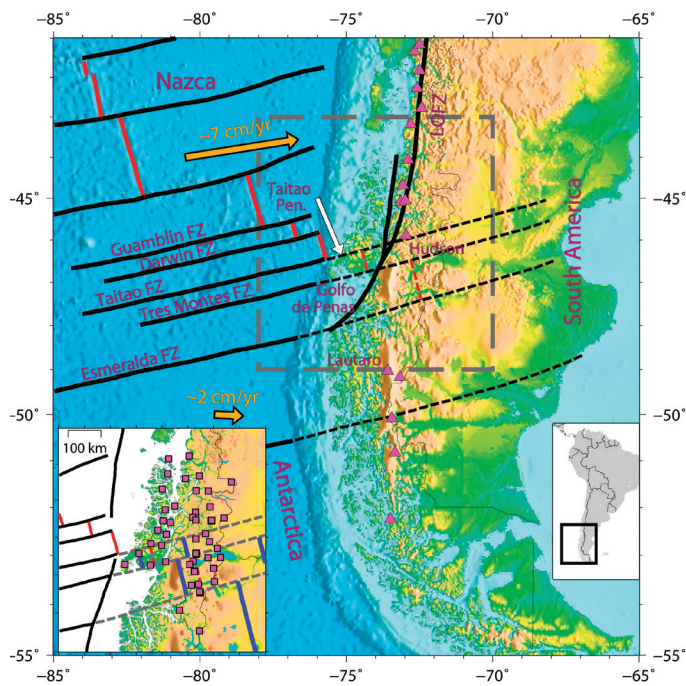 −85° −80° −75° −70° −65°
Nazca
~7 cm/yr
LOFZ
−45° −45°
Taitao
Pen.
Guamblin FZ
Darwin FZ
Hudson
South America
Taitao FZ
Tres Montes FZ
Golfo
de Penas
Esmeralda FZ
Lautaro
~2 cm/yr
−50° −50°
100 km
Antarctica
−55° −55°
−85° −80° −75° −70° −65°